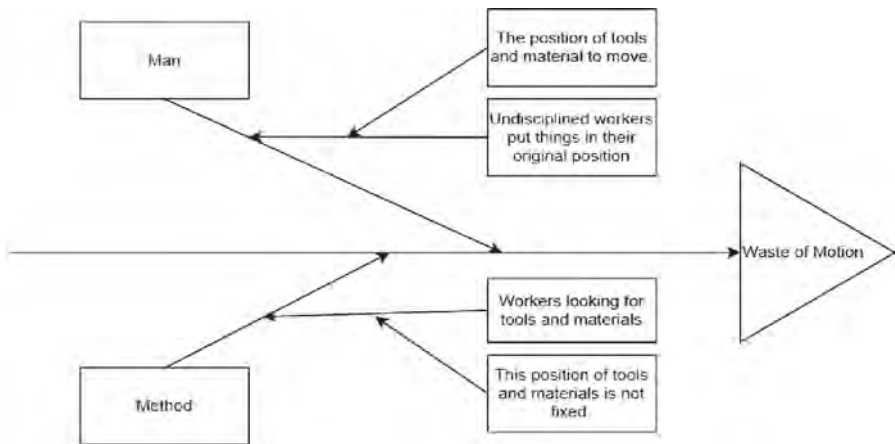 Man
The position of tools
and material to move.
Undisciplined workers
put things in their
original position
Waste of Motion
Workers looking for
tools and materials
This position of tools
and materials is not
fixed
Method